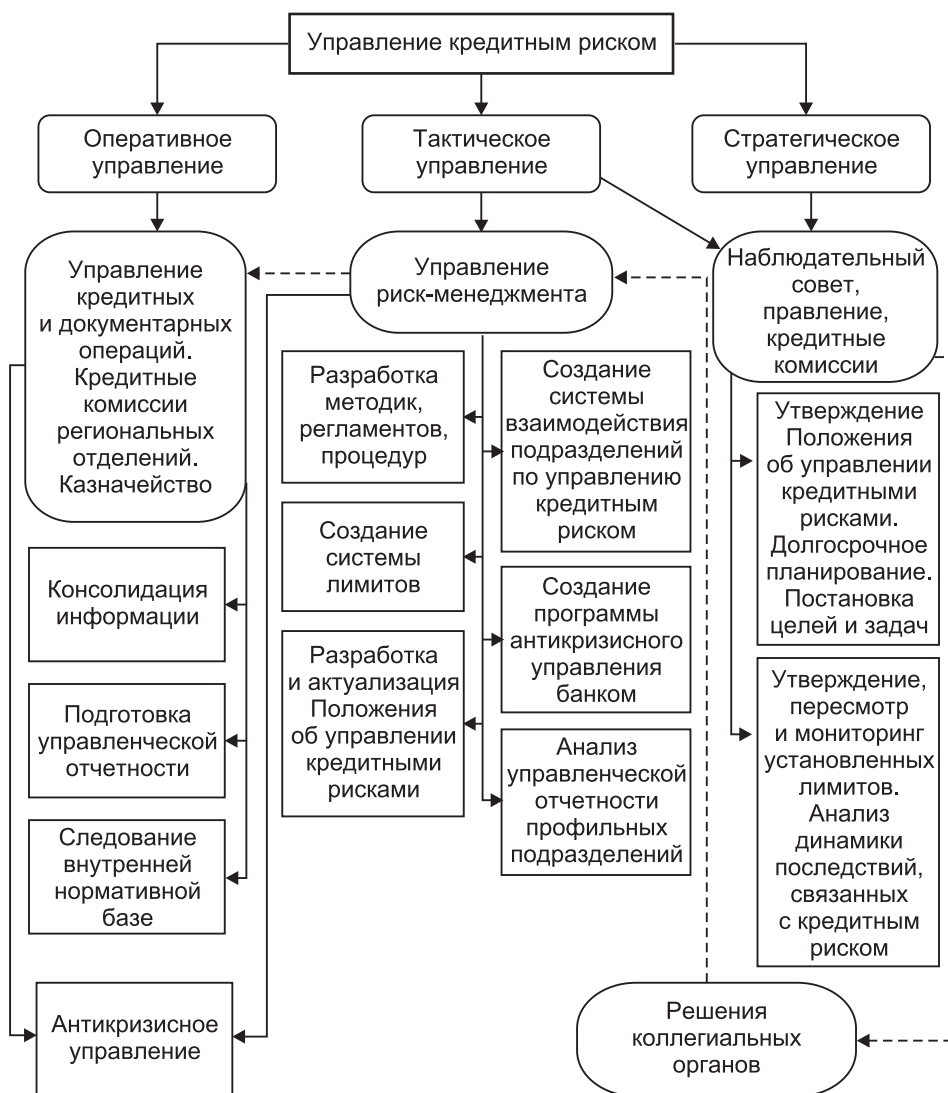 Управление кредитным риском
Оперативное
управление
Тактическое
управление
Стратегическое
управление
Управление
кредитных
и документарных
операций.
Кредитные
комиссии
региональных
отделений.
Казначейство
Управление
риск-менеджмента
Наблюдательный
совет,
правление,
кредитные
комиссии
Разработка
методик,
регламентов,
процедур
Создание
системы
взаимодействия
подразделений
по управлению
кредитным
риском
Утверждение
Положения
об управлении
кредитными
рисками.
Долгосрочное
планирование.
Постановка
целей и задач
Консолидация
информации
Создание
системы
лимитов
Создание
программы
антикризисного
управления
банком
Подготовка
управленческой
отчетности
Разработка
и актуализация
Положения
об управлении
кредитными
рисками
Анализ
управленческой
отчетности
профильных
подразделений
Утверждение,
пересмотр
и мониторинг
установленных
лимитов.
Анализ
динамики
последствий,
связанных
с кредитным
риском
Следование
внутренней
нормативной
базе
Антикризисное
управление
Решения
коллегиальных
органов